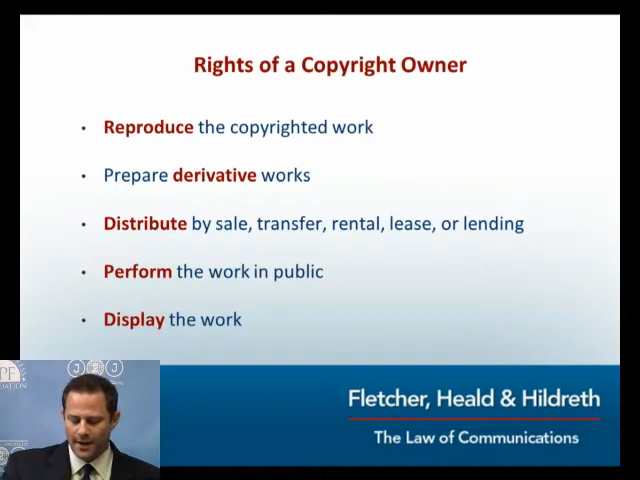 Rights of a Copyright Owner
• Reproduce the copyrighted work
• Prepare derivative works
• Distribute by sale, transfer, rental, lease, or lending
• Perform the work in public
• Display the work
Fletcher, Heald & Hildreth
The Law of Communications